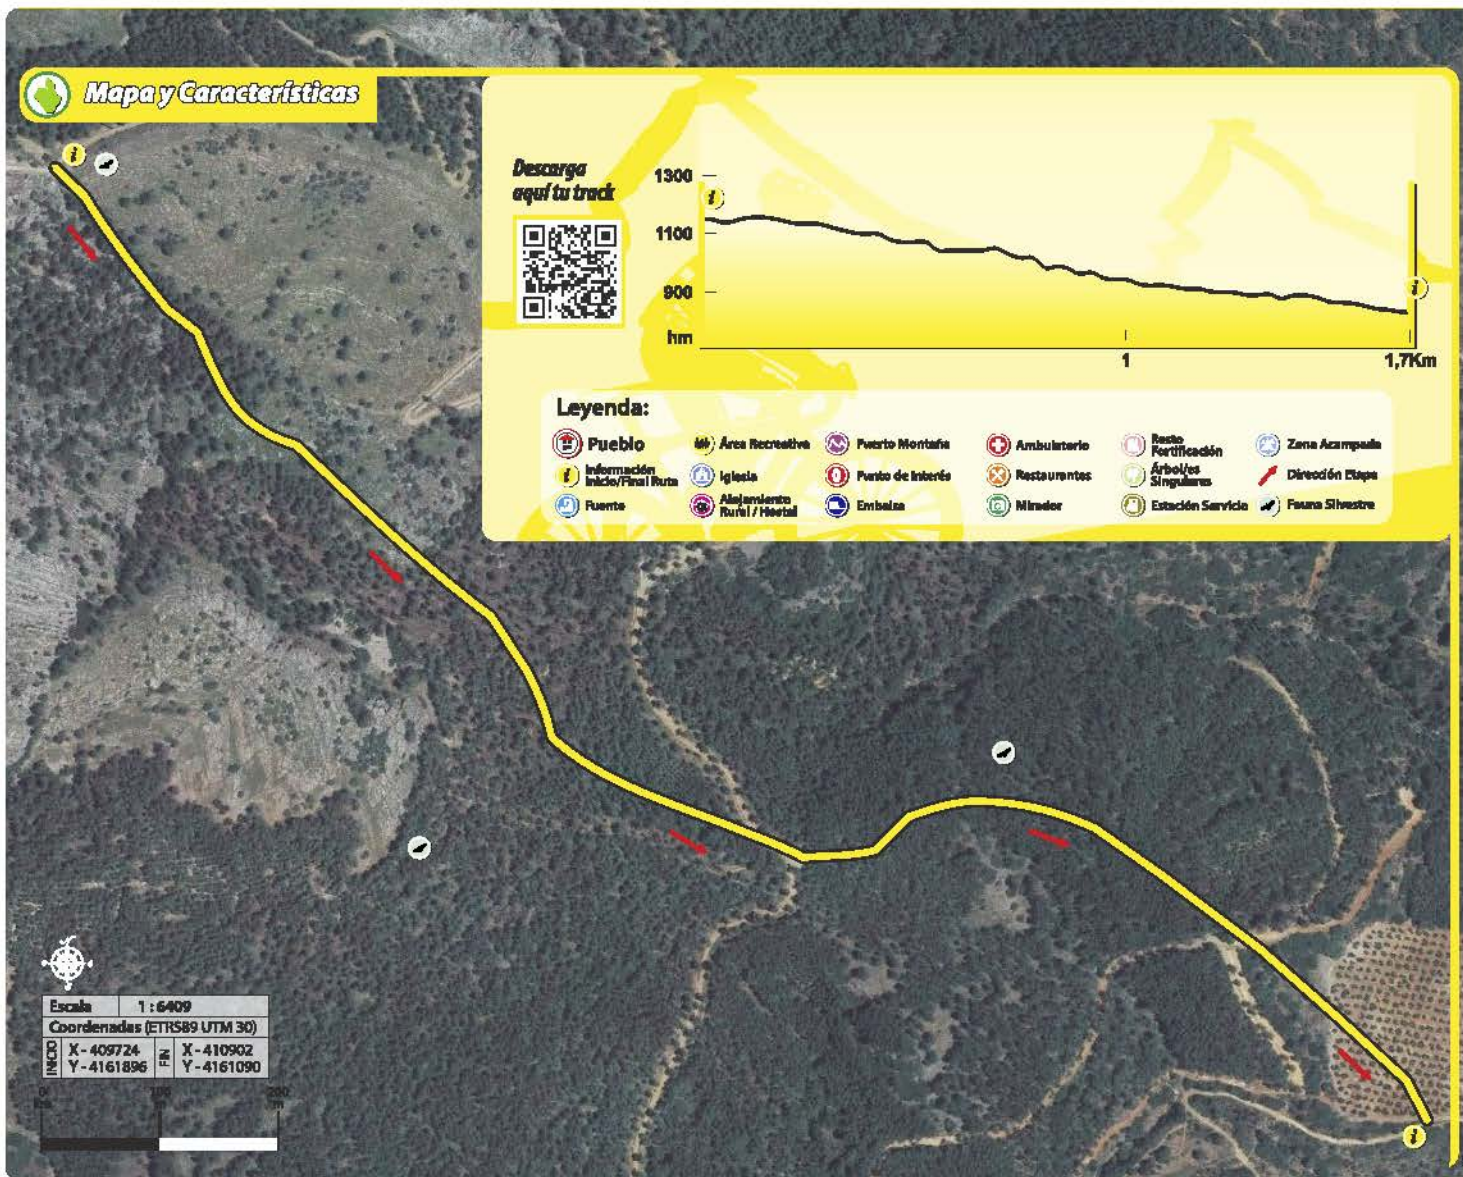 Mapa y Características
Descarga
aquí tu track
1300
1100
900
hm
1
1,7Km
Leyenda:
Pueblo
Área Recreativa
Puerto Montaña
Ambulatorio
Resto
Fortificación
Zona Acampada
Información
Inicio/Final Ruta
Iglesia
Punto de Interés
Restaurantes
Árbol/es
Singulares
Dirección Etapa
Fuente
Alojamiento
Rural / Hostal
Embalse
Mirador
Estación Servicio
Fauna Silvestre
Escala 1 : 6409
Coordenadas (ETRS89 UTM 30)
INICIO
X - 409724
Y - 4161896
FIN
X - 410902
Y - 4161090
0
100
200
m